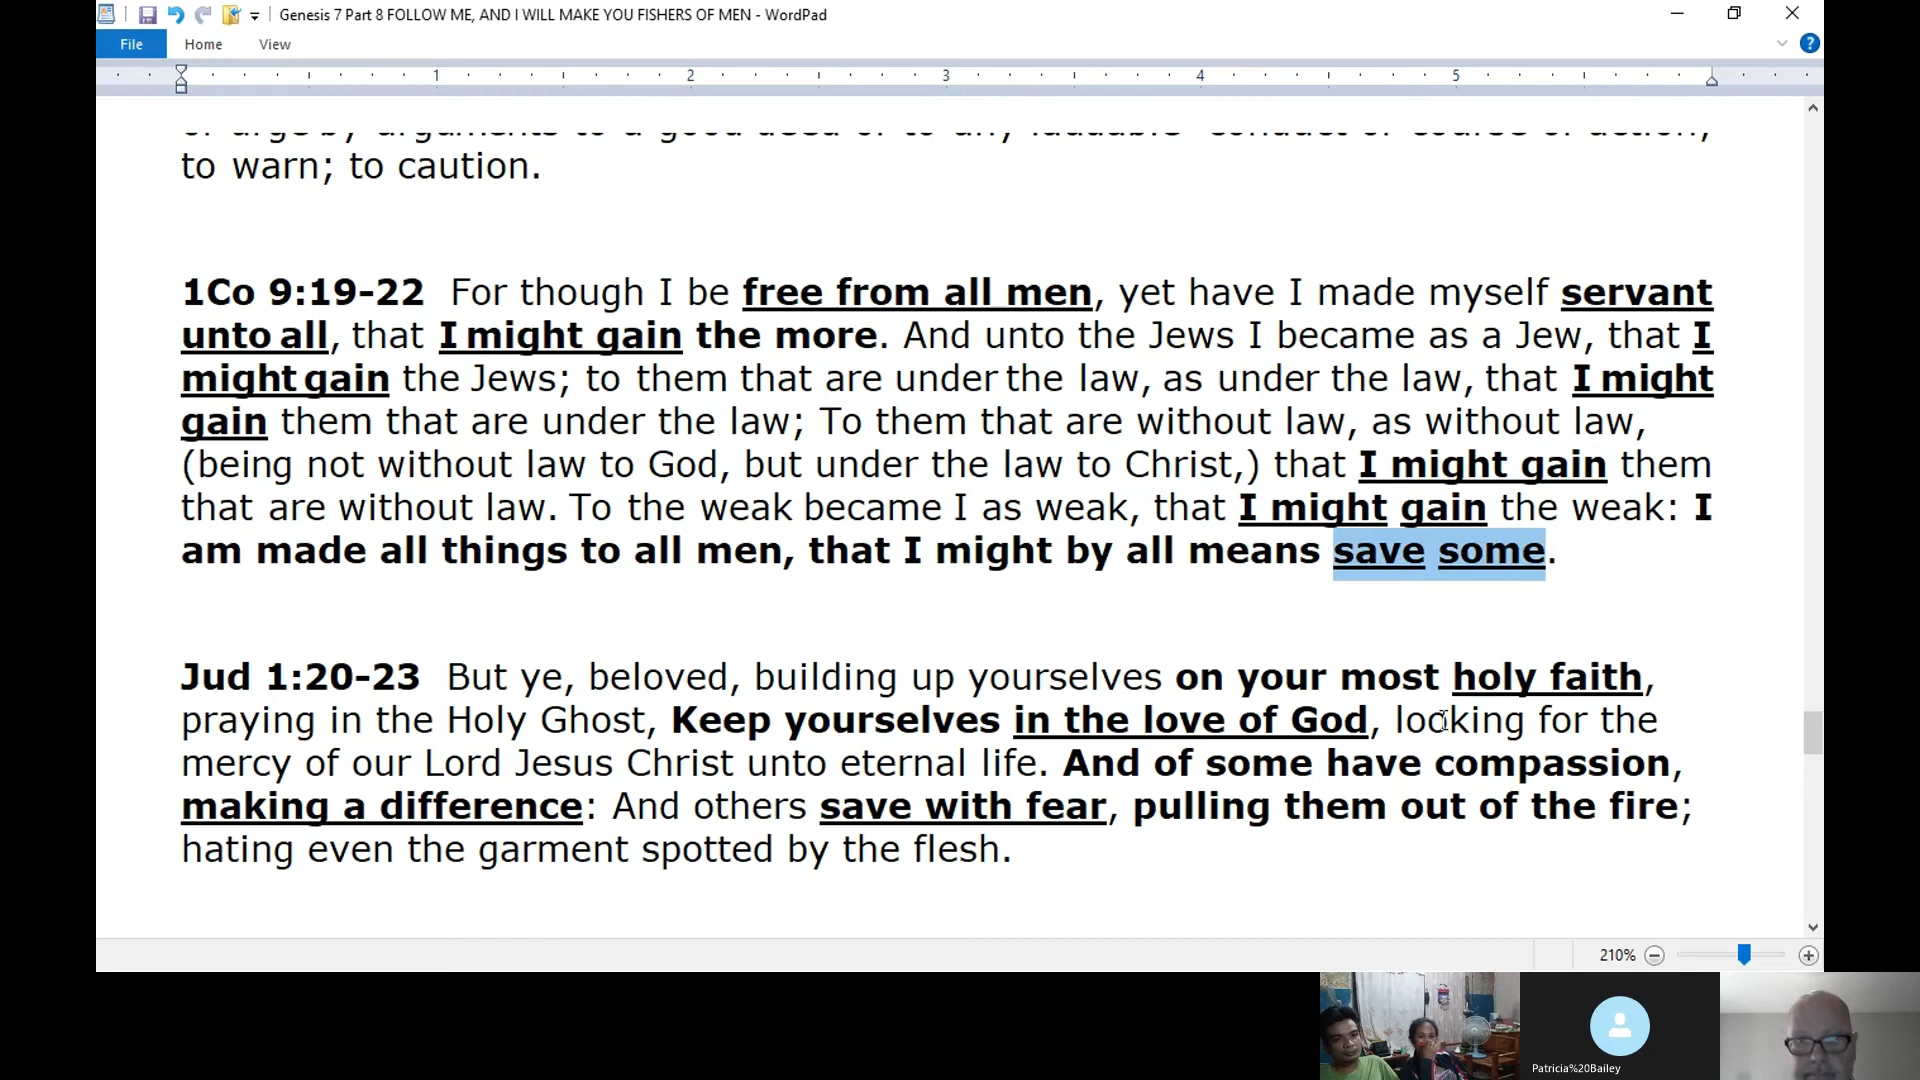 Genesis 7 Part 8 FOLLOW ME, AND I WILL MAKE YOU FISHERS OF MEN - WordPad
File Home View
1 2 3 4 5
to warn; to caution.
1Co 9:19-22 For though I be free from all men, yet have I made myself servant
unto all, that I might gain the more. And unto the Jews I became as a Jew, that I
might gain the Jews; to them that are under the law, as under the law, that I might
gain them that are under the law; To them that are without law, as without law,
(being not without law to God, but under the law to Christ,) that I might gain them
that are without law. To the weak became I as weak, that I might gain the weak: I
am made all things to all men, that I might by all means save some.
Jud 1:20-23 But ye, beloved, building up yourselves on your most holy faith,
praying in the Holy Ghost, Keep yourselves in the love of God, looking for the
mercy of our Lord Jesus Christ unto eternal life. And of some have compassion,
making a difference: And others save with fear, pulling them out of the fire;
hating even the garment spotted by the flesh.
210%
Patricia%20Bailey